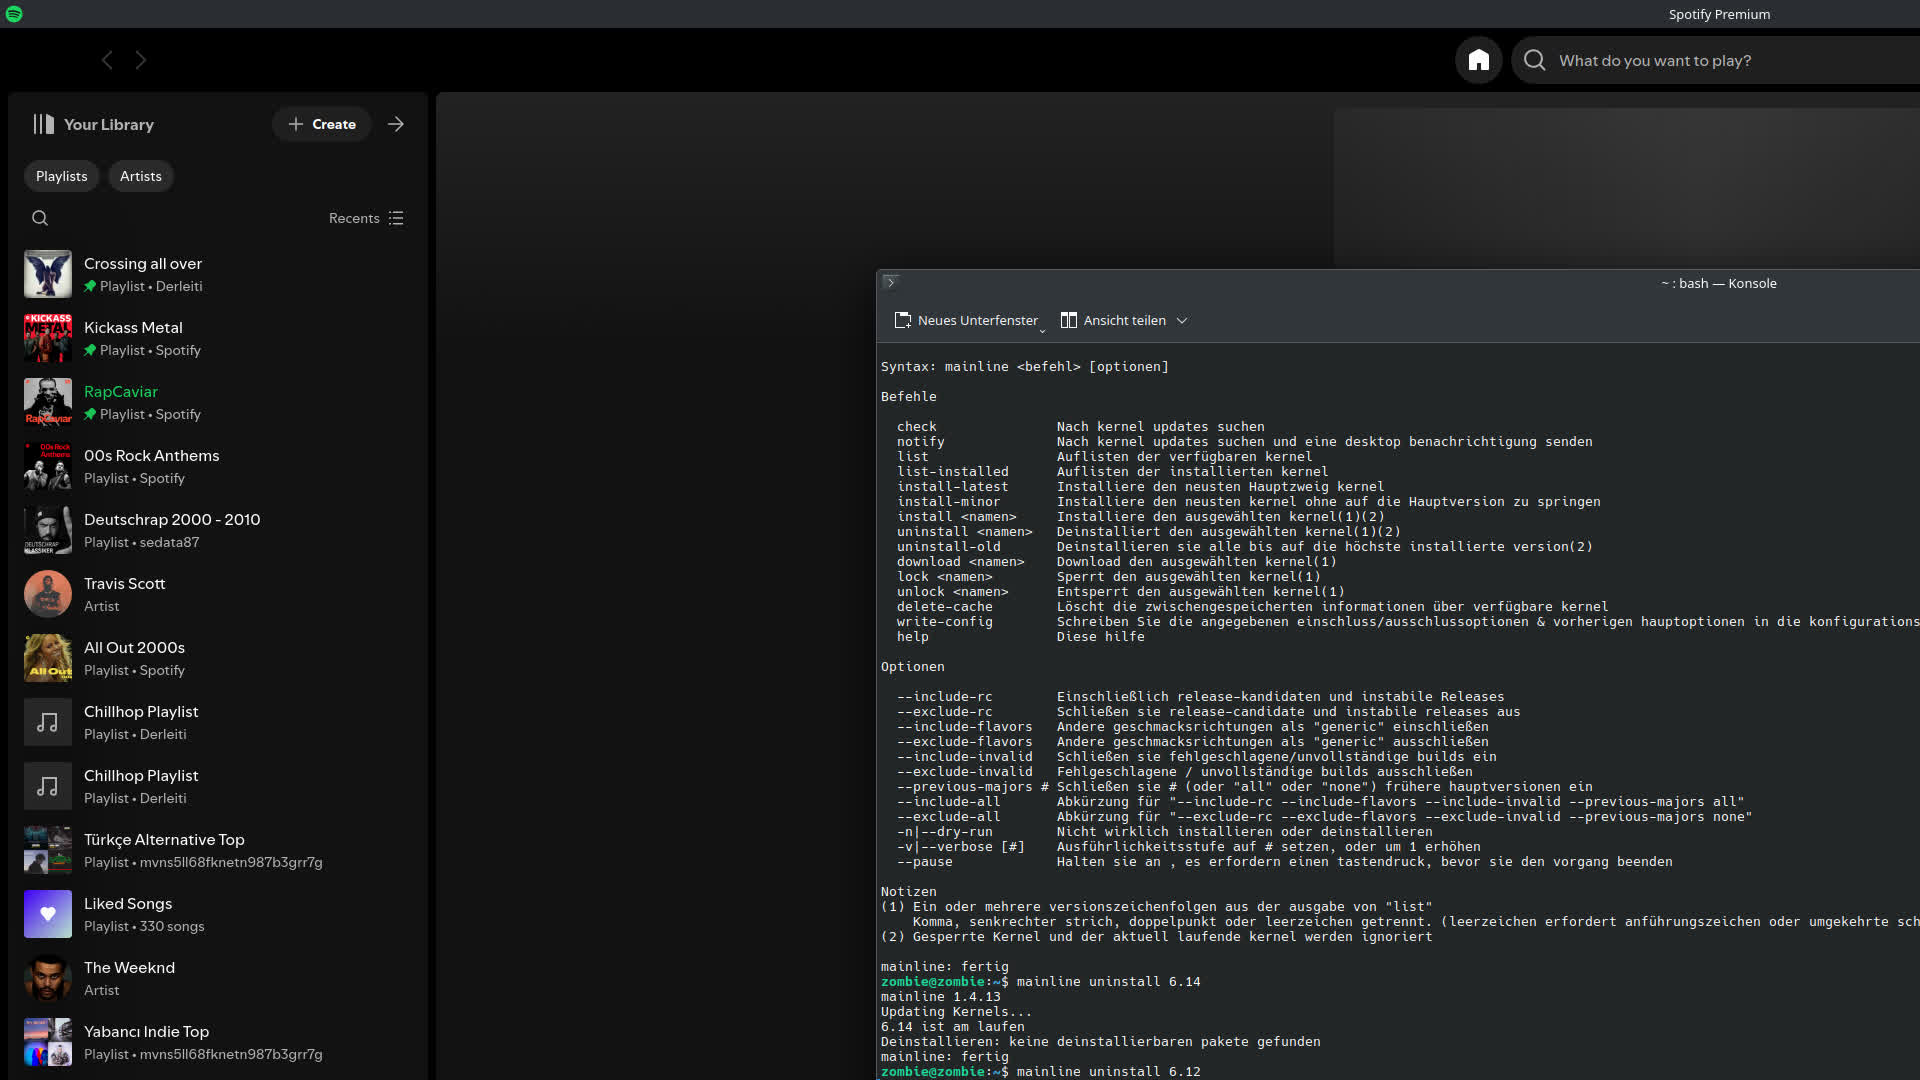 Spotify Premium
What do you want to play?
Your Library
Create
Playlists
Artists
Recents
Crossing all over
Playlist • Derleiti
Kickass Metal
Playlist • Spotify
RapCaviar
Playlist • Spotify
00s Rock Anthems
Playlist • Spotify
Deutschrap 2000 - 2010
Playlist • sedata87
Travis Scott
Artist
All Out 2000s
Playlist • Spotify
Chillhop Playlist
Playlist • Derleiti
Chillhop Playlist
Playlist • Derleiti
Türkçe Alternative Top
Playlist • mvns5ll68fknetn987b3grr7g
Liked Songs
Playlist • 330 songs
The Weeknd
Artist
Yabancı Indie Top
Playlist • mvns5ll68fknetn987b3grr7g
~ : bash — Konsole
Neues Unterfenster
Ansicht teilen
Syntax: mainline <befehl> [optionen]
Befehle
check Nach kernel updates suchen
notify Nach kernel updates suchen und eine desktop benachrichtigung senden
list Auflisten der verfügbaren kernel
list-installed Auflisten der installierten kernel
install-latest Installiere den neusten Hauptzweig kernel
install-minor Installiere den neusten kernel ohne auf die Hauptversion zu springen
install <namen> Installiere den ausgewählten kernel(1)(2)
uninstall <namen> Deinstalliert den ausgewählten kernel(1)(2)
uninstall-old Deinstallieren sie alle bis auf die höchste installierte version(2)
download <namen> Download den ausgewählten kernel(1)
lock <namen> Sperrt den ausgewählten kernel(1)
unlock <namen> Entsperrt den ausgewählten kernel(1)
delete-cache Löscht die zwischengespeicherten informationen über verfügbare kernel
write-config Schreiben Sie die angegebenen einschluss/ausschlussoptionen & vorherigen hauptoptionen in die konfigurations
help Diese hilfe
Optionen
--include-rc Einschließlich release-kandidaten und instabile Releases
--exclude-rc Schließen sie release-candidate und instabile releases aus
--include-flavors Andere geschmacksrichtungen als "generic" einschließen
--exclude-flavors Andere geschmacksrichtungen als "generic" ausschließen
--include-invalid Schließen sie fehlgeschlagene/unvollständige builds ein
--exclude-invalid Fehlgeschlagene / unvollständige builds ausschließen
--previous-majors # Schließen sie # (oder "all" oder "none") frühere hauptversionen ein
--include-all Abkürzung für "--include-rc --include-flavors --include-invalid --previous-majors all"
--exclude-all Abkürzung für "--exclude-rc --exclude-flavors --exclude-invalid --previous-majors none"
-n|--dry-run Nicht wirklich installieren oder deinstallieren
-v|--verbose [#] Ausführlichkeitsstufe auf # setzen, oder um 1 erhöhen
--pause Halten sie an , es erfordern einen tastendruck, bevor sie den vorgang beenden
Notizen
(1) Ein oder mehrere versionszeichenfolgen aus der ausgabe von "list"
Komma, senkrechter strich, doppelpunkt oder leerzeichen getrennt. (leerzeichen erfordert anführungszeichen oder umgekehrte sch
(2) Gesperrte Kernel und der aktuell laufende kernel werden ignoriert
mainline: fertig
zombie@zombie:~$ mainline uninstall 6.14
mainline 1.4.13
Updating Kernels...
6.14 ist am laufen
Deinstallieren: keine deinstallierbaren pakete gefunden
mainline: fertig
zombie@zombie:~$ mainline uninstall 6.12